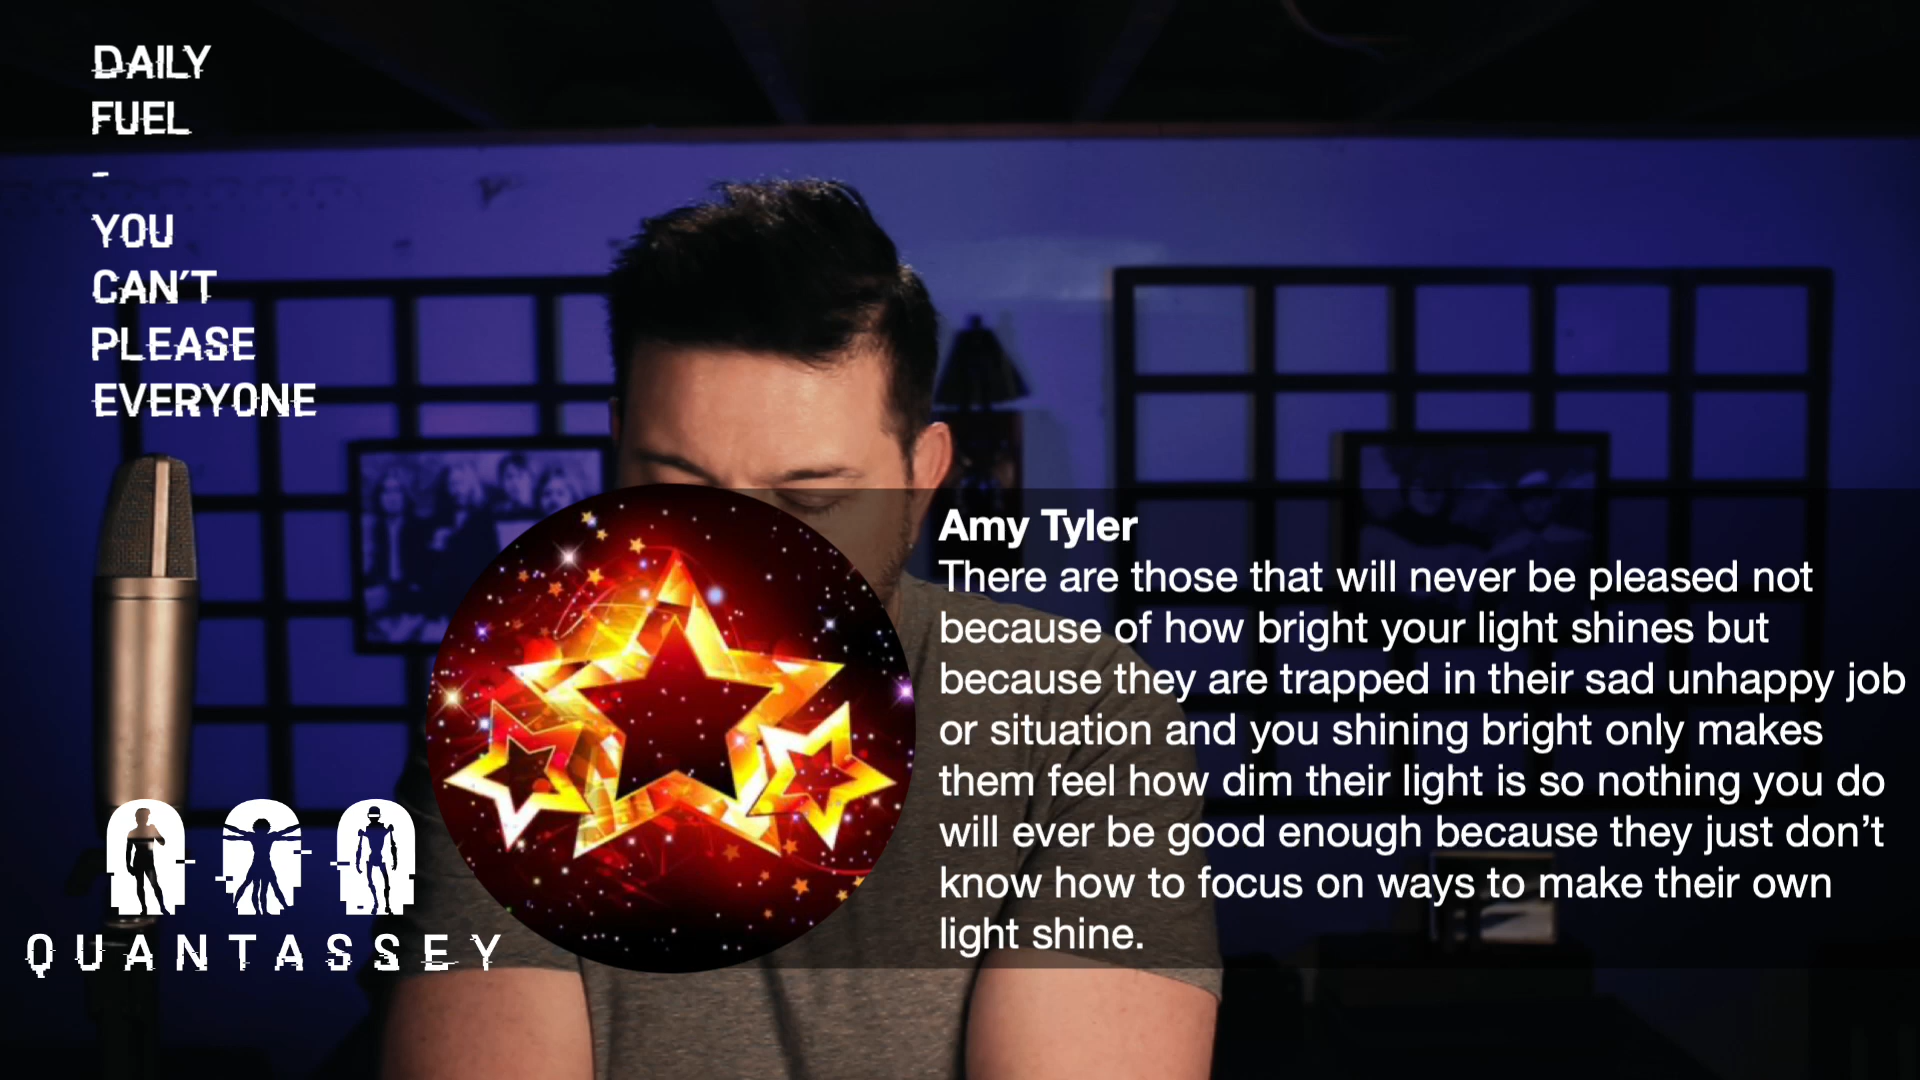 DAILY
FUEL
-
YOU
CAN'T
PLEASE
EVERYONE
Amy Tyler
There are those that will never be pleased not
because of how bright your light shines but
because they are trapped in their sad unhappy job
or situation and you shining bright only makes
them feel how dim their light is so nothing you do
will ever be good enough because they just don’t
know how to focus on ways to make their own
light shine.
QUANTASSEY